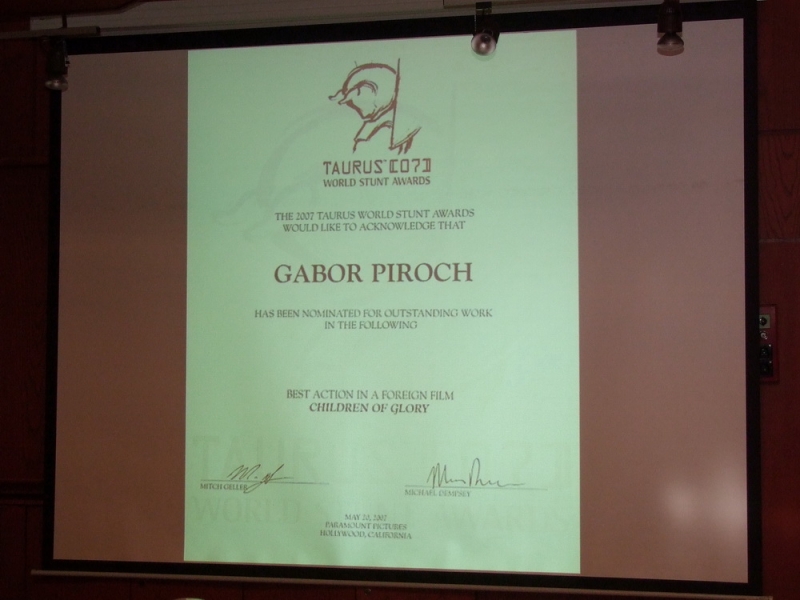 TAURUS [07]
WORLD STUNT AWARDS
THE 2007 TAURUS WORLD STUNT AWARDS
WOULD LIKE TO ACKNOWLEDGE THAT
GABOR PIROCH
HAS BEEN NOMINATED FOR OUTSTANDING WORK
IN THE FOLLOWING
BEST ACTION IN A FOREIGN FILM
CHILDREN OF GLORY
MITCH GELLER
MICHAEL DEMPSEY
MAY 20, 2007
PARAMOUNT PICTURES
HOLLYWOOD, CALIFORNIA